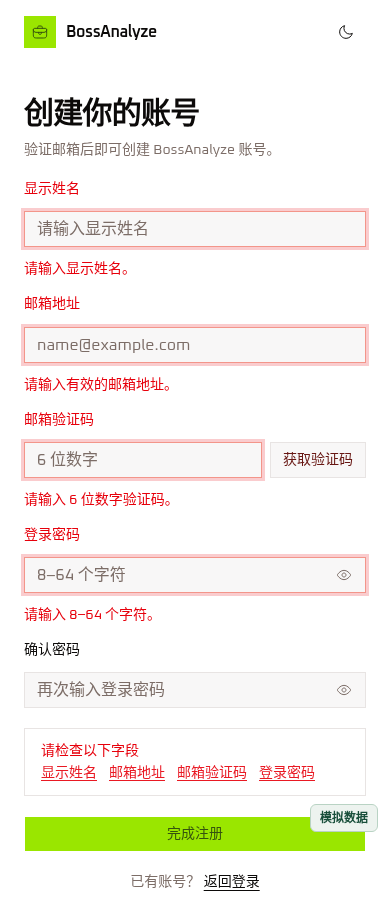 BossAnalyze
创建你的账号
验证邮箱后即可创建 BossAnalyze 账号。
显示姓名
请输入显示姓名
请输入显示姓名。
邮箱地址
name@example.com
请输入有效的邮箱地址。
邮箱验证码
6 位数字
获取验证码
请输入 6 位数字验证码。
登录密码
8–64 个字符
请输入 8–64 个字符。
确认密码
再次输入登录密码
请检查以下字段
显示姓名 邮箱地址 邮箱验证码 登录密码
模拟数据
完成注册
已有账号？ 返回登录